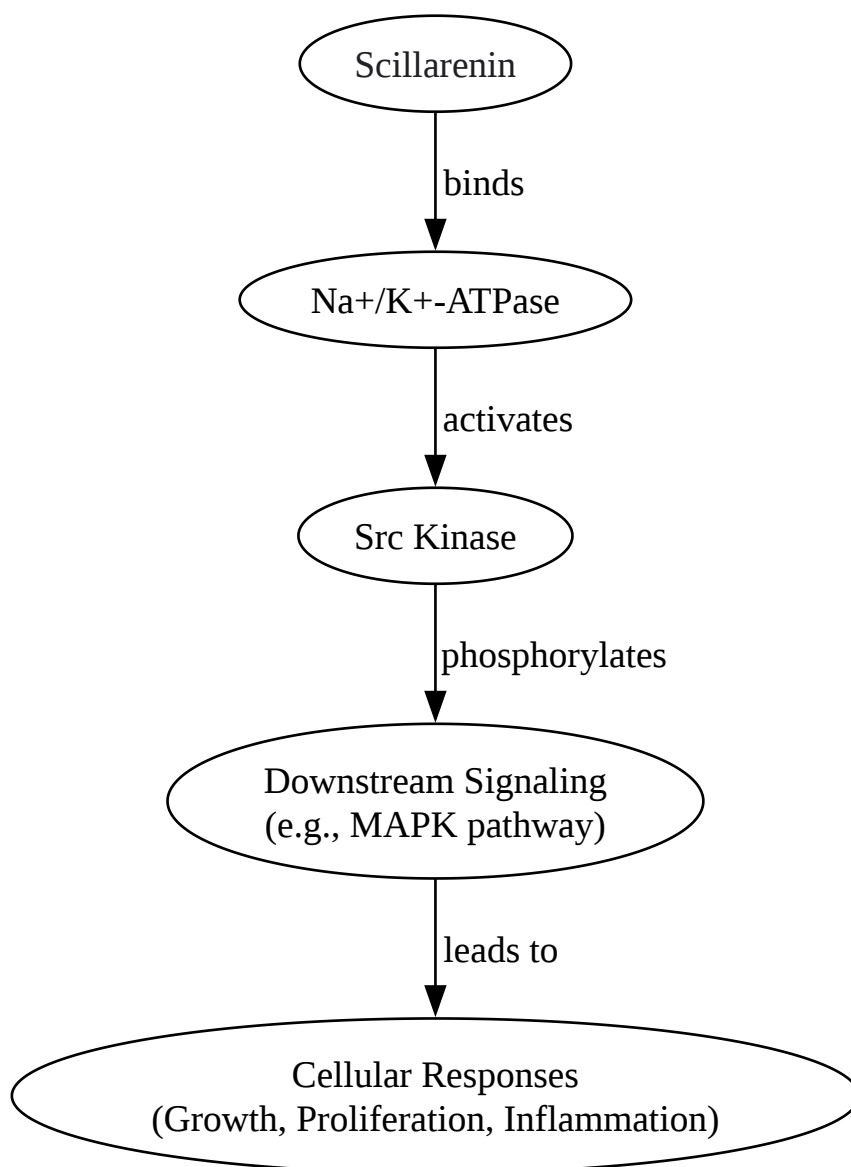 Scillarenin
binds
Na+/K+-ATPase
activates
Src Kinase
phosphorylates
Downstream Signaling
(e.g., MAPK pathway)
leads to
Cellular Responses
(Growth, Proliferation, Inflammation)